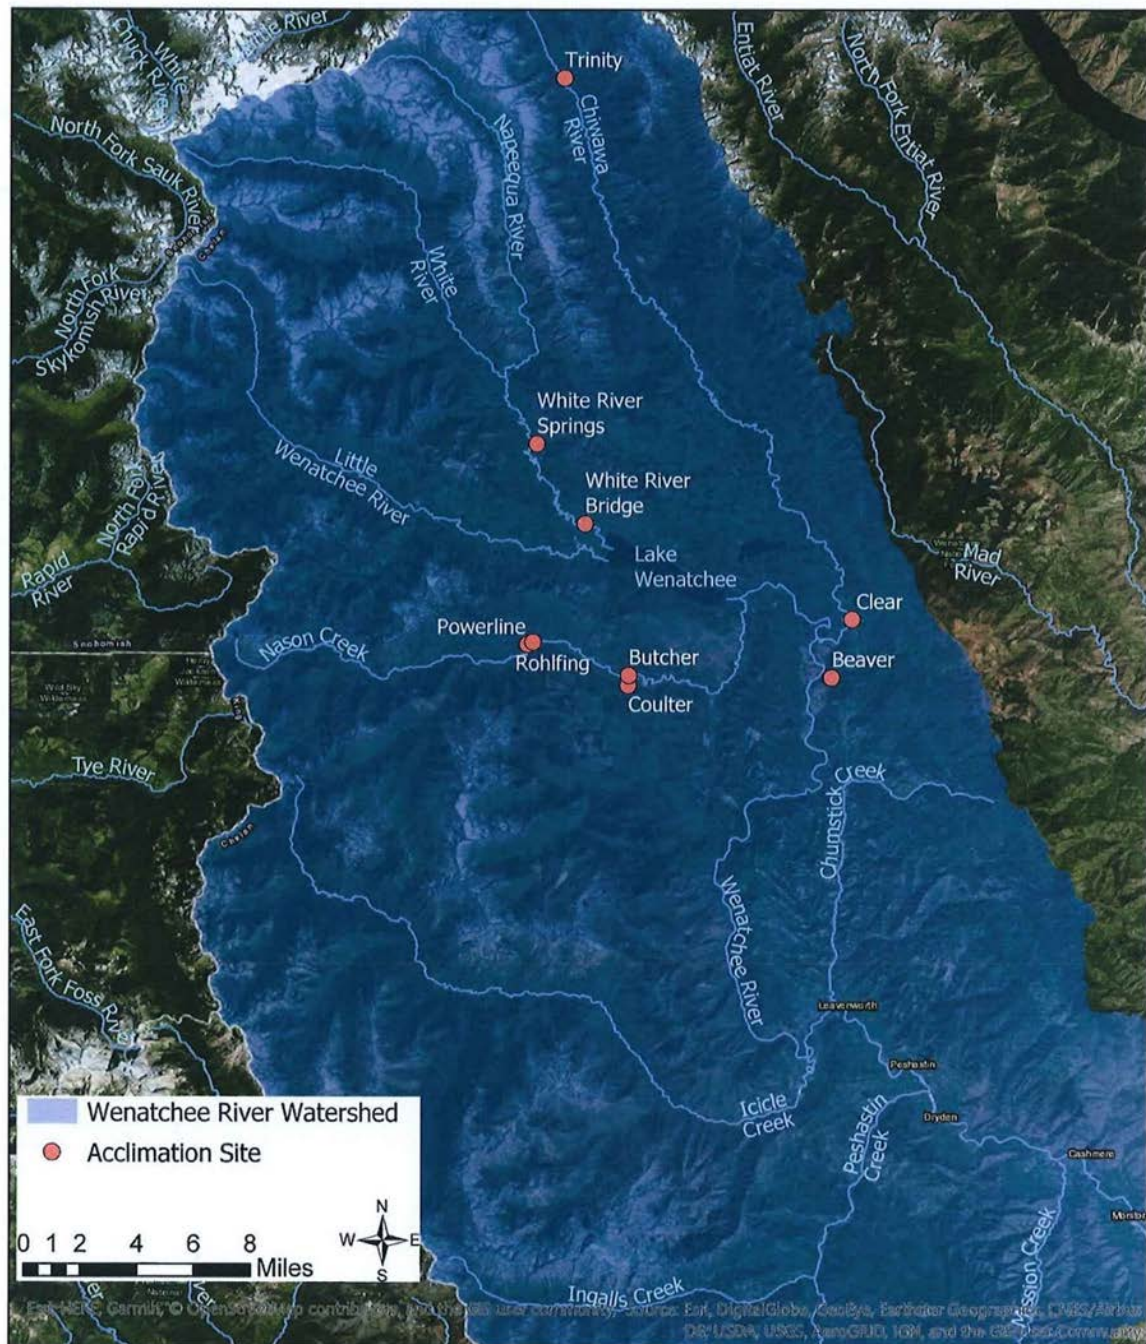 White
Chuck River
Little River
Trinity
Entiat River
North Fork Entiat River
North Fork Sauk River
Napeequa River
Chiwawa
River
White
River
Chelan
North Fork
Skykomish River
White River
Springs
Little
Wenatchee River
White River
Bridge
North Fork
Rapid River
Rapid
River
Lake
Wenatchee
Mad
River
Clear
Powerline
Snohomish
Nason Creek
Rohlfing
Butcher
Beaver
Coulter
King
Tye River
Chumstick Creek
Chelan
Wenatchee River
East Fork Foss River
Leavenworth
Peshastin
Icicle
Creek
Peshastin
Creek
Dryden
Cashmere
Wenatchee River Watershed
Acclimation Site
N
W
E
S
0 1 2 4 6 8
Miles
Ingalls Creek
Mission Creek